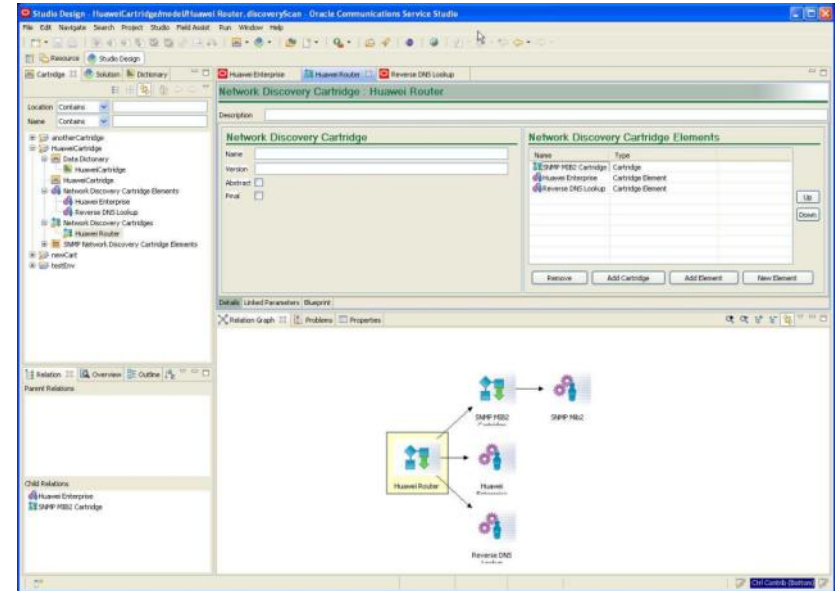 Studio Design - HuaweiCartridge/model/Huawei Router.discoveryScan - Oracle Communications Service Studio
File Edit Navigate Search Project Studio Field Assist Run Window Help
Resource Studio Design
Cartridge Solution Dictionary
Location Contains
Name Contains
anotherCartridge
HuaweiCartridge
Data Dictionary
HuaweiCartridge
HuaweiCartridge
Network Discovery Cartridge Elements
Huawei Enterprise
Reverse DNS Lookup
Network Discovery Cartridges
Huawei Router
SNMP Network Discovery Cartridge Elements
newCart
testEnv
Relation Overview Outline
Parent Relations
Child Relations
Huawei Enterprise
SNMP MIB2 Cartridge
Huawei Enterprise Huawei Router Reverse DNS Lookup
Network Discovery Cartridge : Huawei Router
Description
Network Discovery Cartridge
Name
Version
Abstract
Final
Network Discovery Cartridge Elements
Name Type
SNMP MIB2 Cartridge Cartridge
Huawei Enterprise Cartridge Element
Reverse DNS Lookup Cartridge Element
Up
Down
Remove Add Cartridge Add Element New Element
Details Linked Parameters Blueprint
Relation Graph Problems Properties
SNMP MIB2
SNMP Mib2
Huawei Router
Huawei
Reverse DNS
Ctrl Contrib (Bottom)